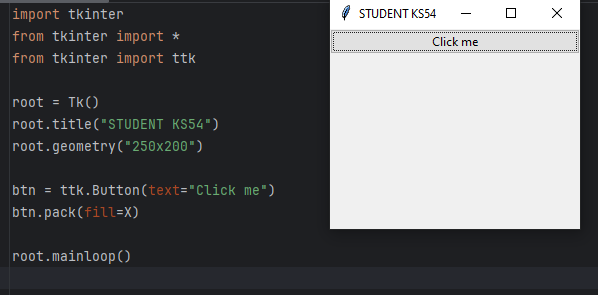 import tkinter
from tkinter import *
from tkinter import ttk
root = Tk()
root.title("STUDENT KS54")
root.geometry("250x200")
btn = ttk.Button(text="Click me")
btn.pack(fill=X)
root.mainloop()
STUDENT KS54
Click me